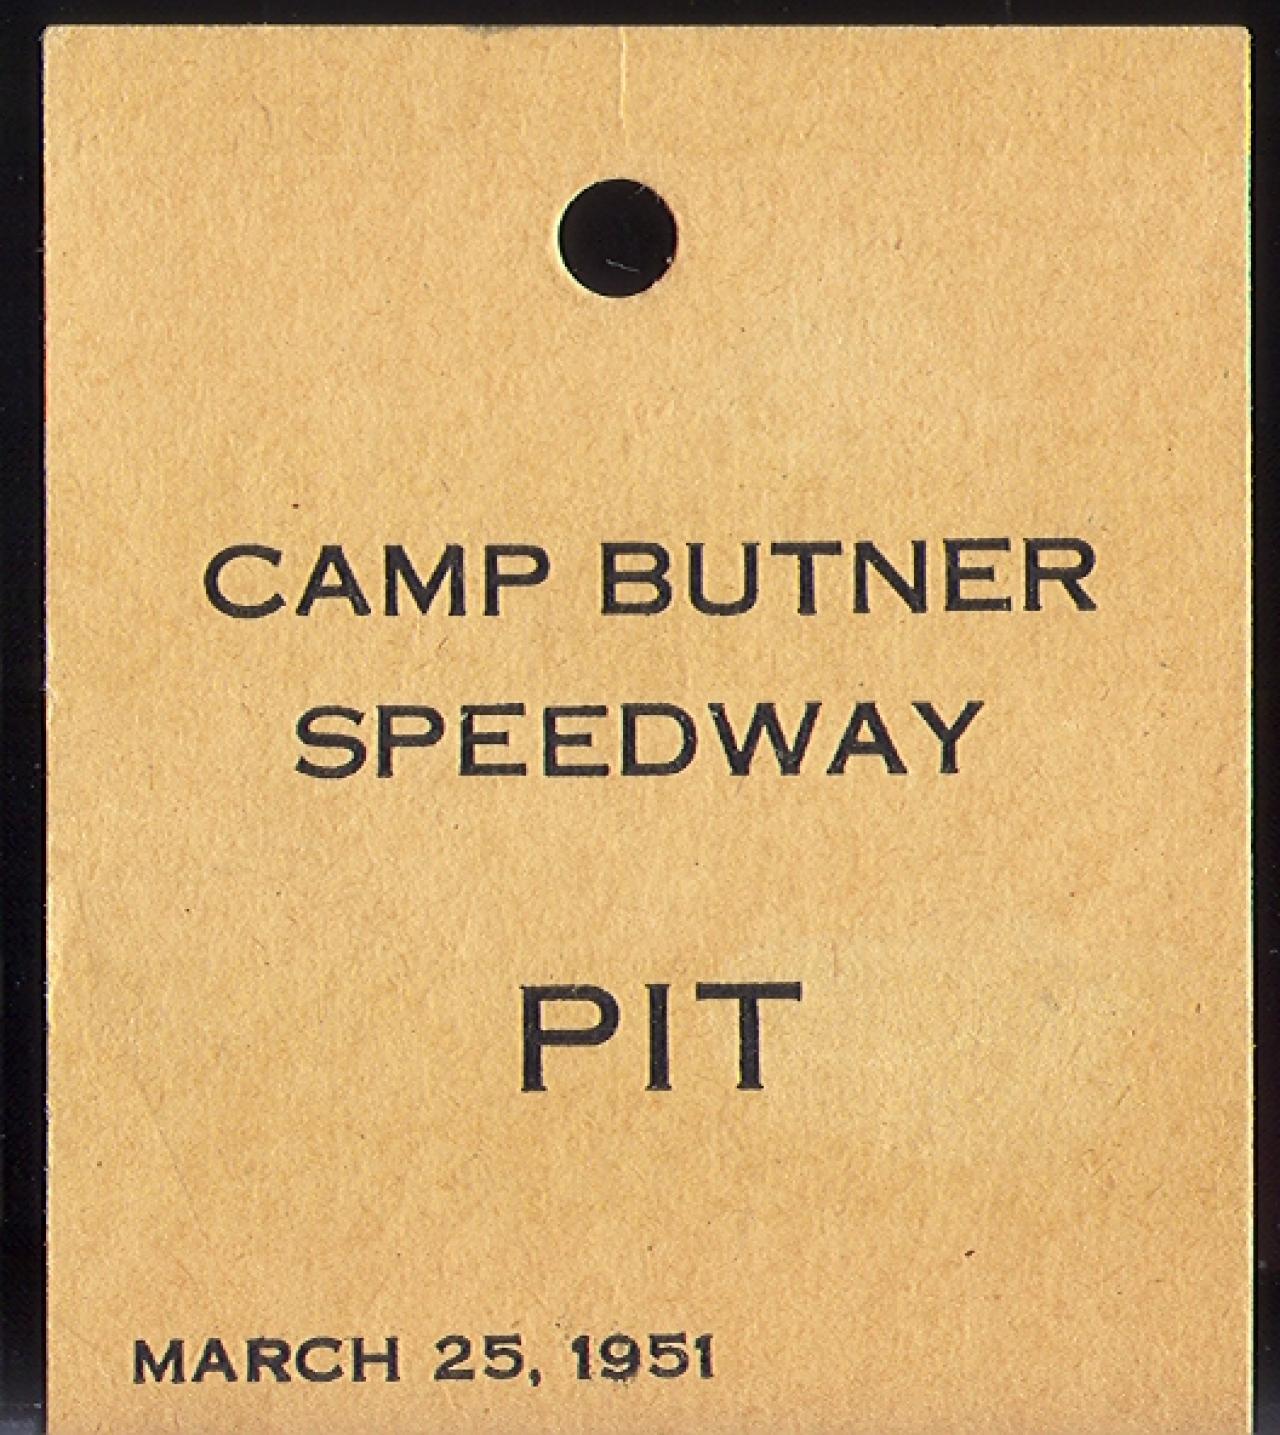 CAMP BUTNER
SPEEDWAY
PIT
MARCH 25, 1951